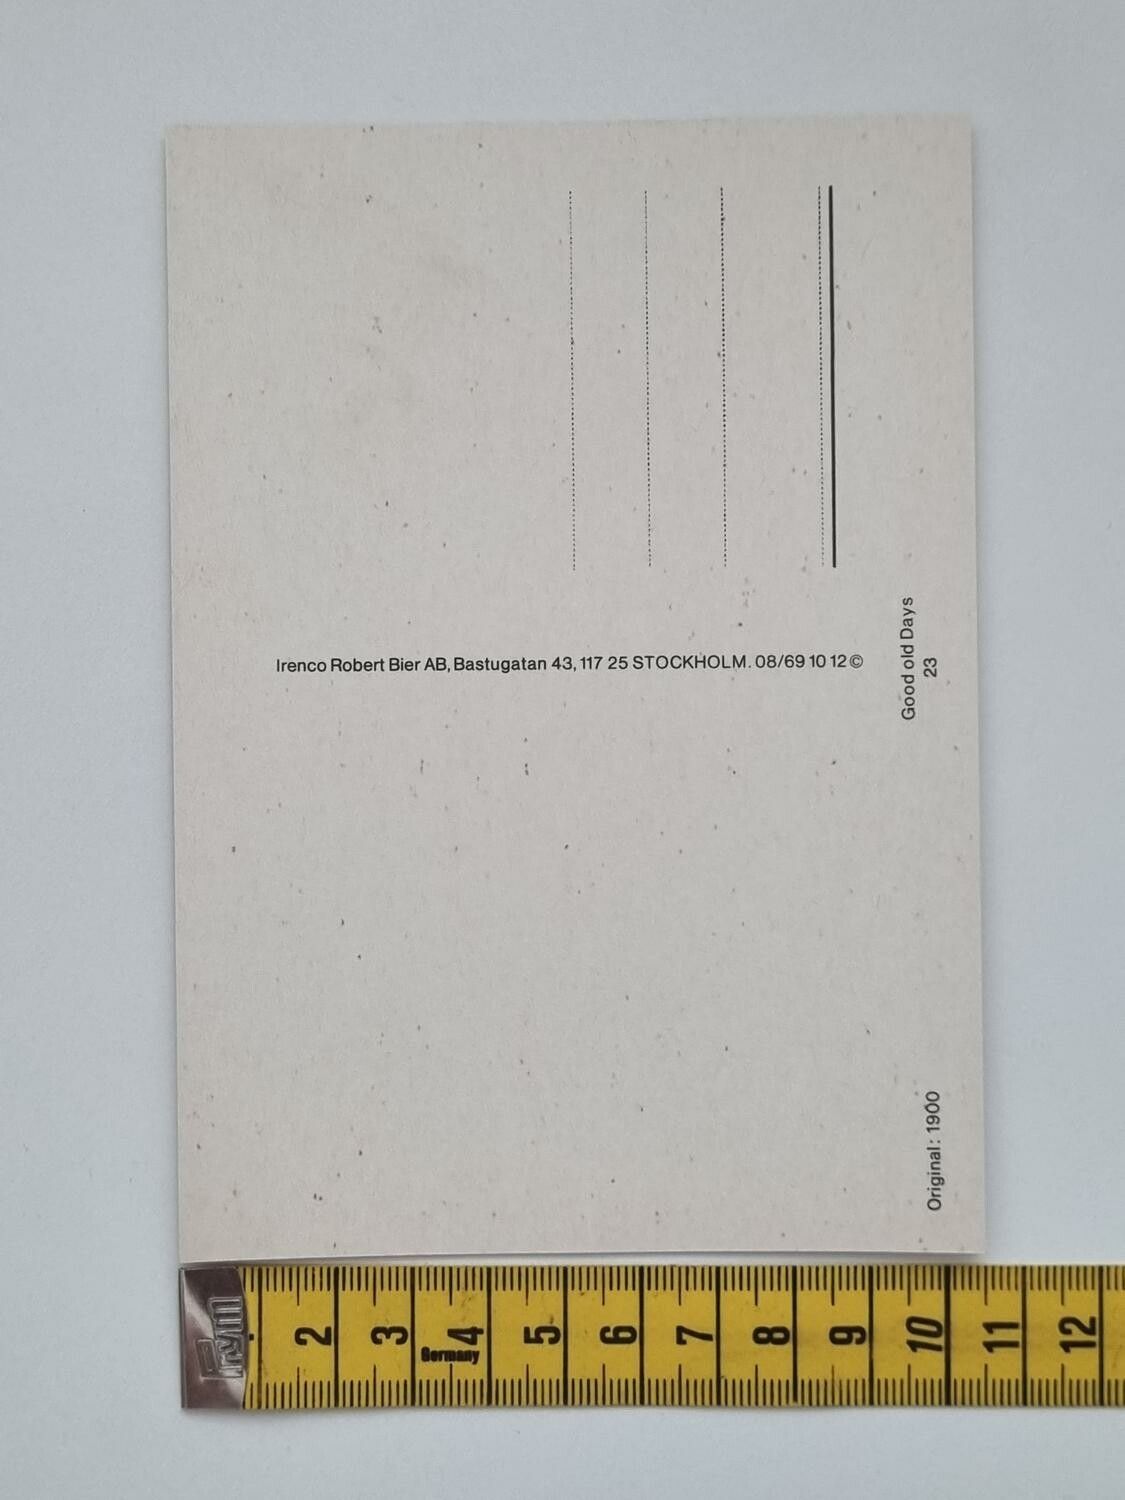 Irenco Robert Bier AB, Bastugatan 43, 117 25 STOCKHOLM. 08/69 10 12 ©
Good old Days
23
Original: 1900
Prym
2 3 4 5 6 7 8 9 10 11 12
Germany